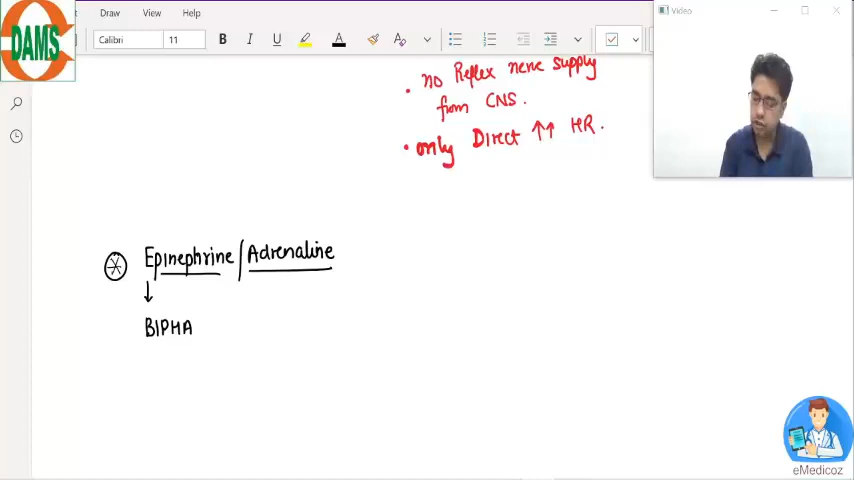 DAMS
Draw View Help
Video
Calibri 11 B I U A A
• no Reflex nerve supply
from CNS.
• only Direct ↑↑ HR.
Epinephrine/Adrenaline
↓
BIPHA
eMedicoz